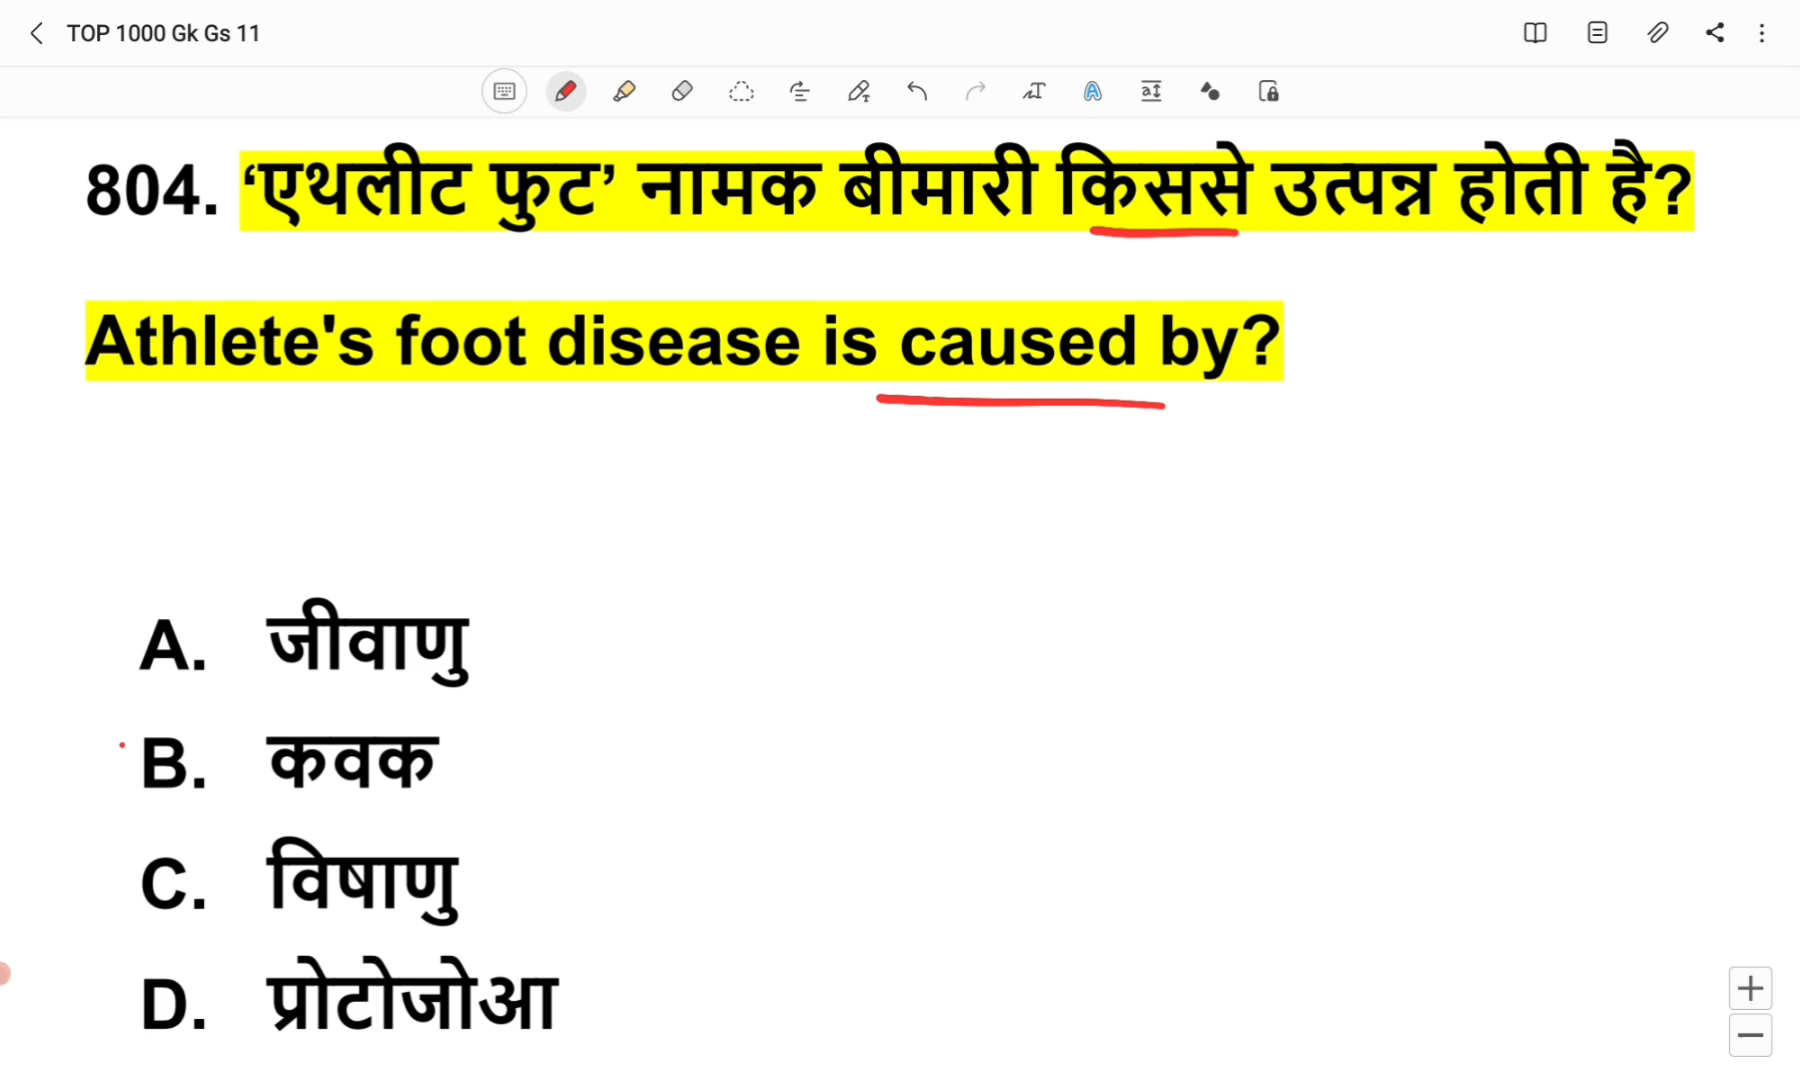 TOP 1000 Gk Gs 11
804. ‘एथलीट फुट’ नामक बीमारी किससे उत्पन्न होती है?
Athlete's foot disease is caused by?
A. जीवाणु
B. कवक
C. विषाणु
D. प्रोटोजोआ